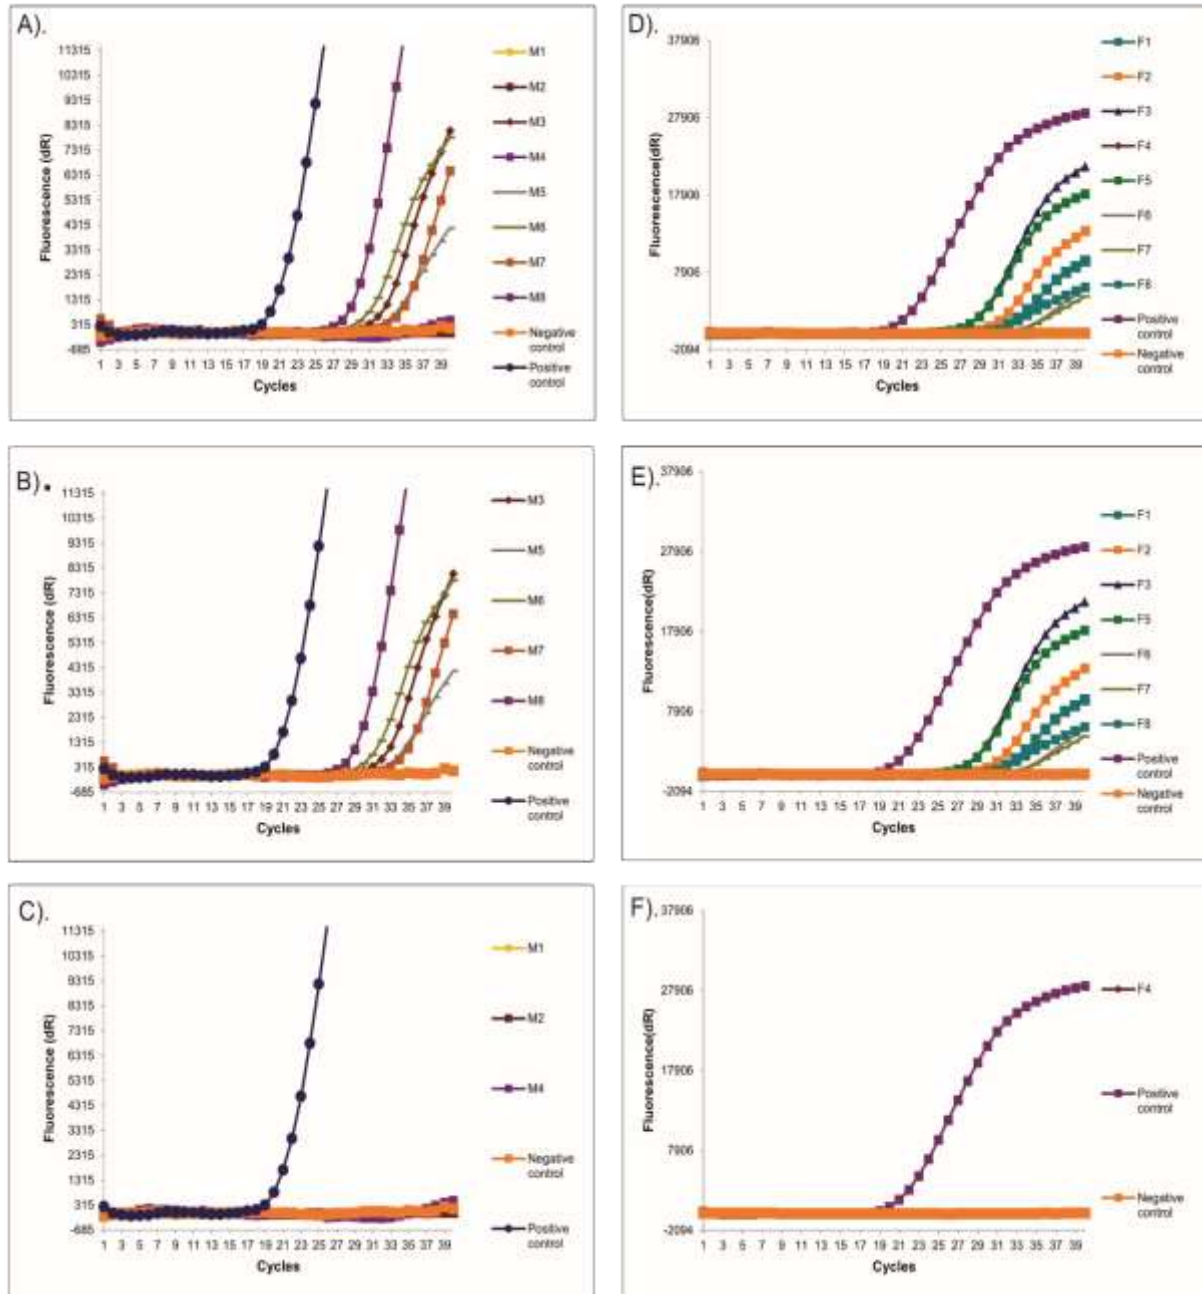 A).
11315
10315
9315
8315
7315
6315
5315
4315
3315
2315
1315
315
-685
Fluorescence (dR)
1 3 5 7 9 11 13 15 17 19 21 23 25 27 29 31 33 35 37 39
Cycles
M1
M2
M3
M4
M5
M6
M7
M8
Negative
control
Positive
control
D).
37906
27906
17906
7906
-2094
Fluorescence(dR)
1 3 5 7 9 11 13 15 17 19 21 23 25 27 29 31 33 35 37 39
Cycles
F1
F2
F3
F4
F5
F6
F7
F8
Positive
control
Negative
control
B).
11315
10315
9315
8315
7315
6315
5315
4315
3315
2315
1315
315
-685
Fluorescence (dR)
1 3 5 7 9 11 13 15 17 19 21 23 25 27 29 31 33 35 37 39
Cycles
M3
M5
M6
M7
M8
Negative
control
Positive
control
E).
37906
27906
17906
7906
-2094
Fluorescence(dR)
1 3 5 7 9 11 13 15 17 19 21 23 25 27 29 31 33 35 37 39
Cycles
F1
F2
F3
F5
F6
F7
F8
Positive
control
Negative
control
C).
11315
10315
9315
8315
7315
6315
5315
4315
3315
2315
1315
315
-685
Fluorescence (dR)
1 3 5 7 9 11 13 15 17 19 21 23 25 27 29 31 33 35 37 39
Cycles
M1
M2
M4
Negative
control
Positive
control
F).
37906
27906
17906
7906
-2094
Fluorescence(dR)
1 3 5 7 9 11 13 15 17 19 21 23 25 27 29 31 33 35 37 39
Cycles
F4
Positive
control
Negative
control